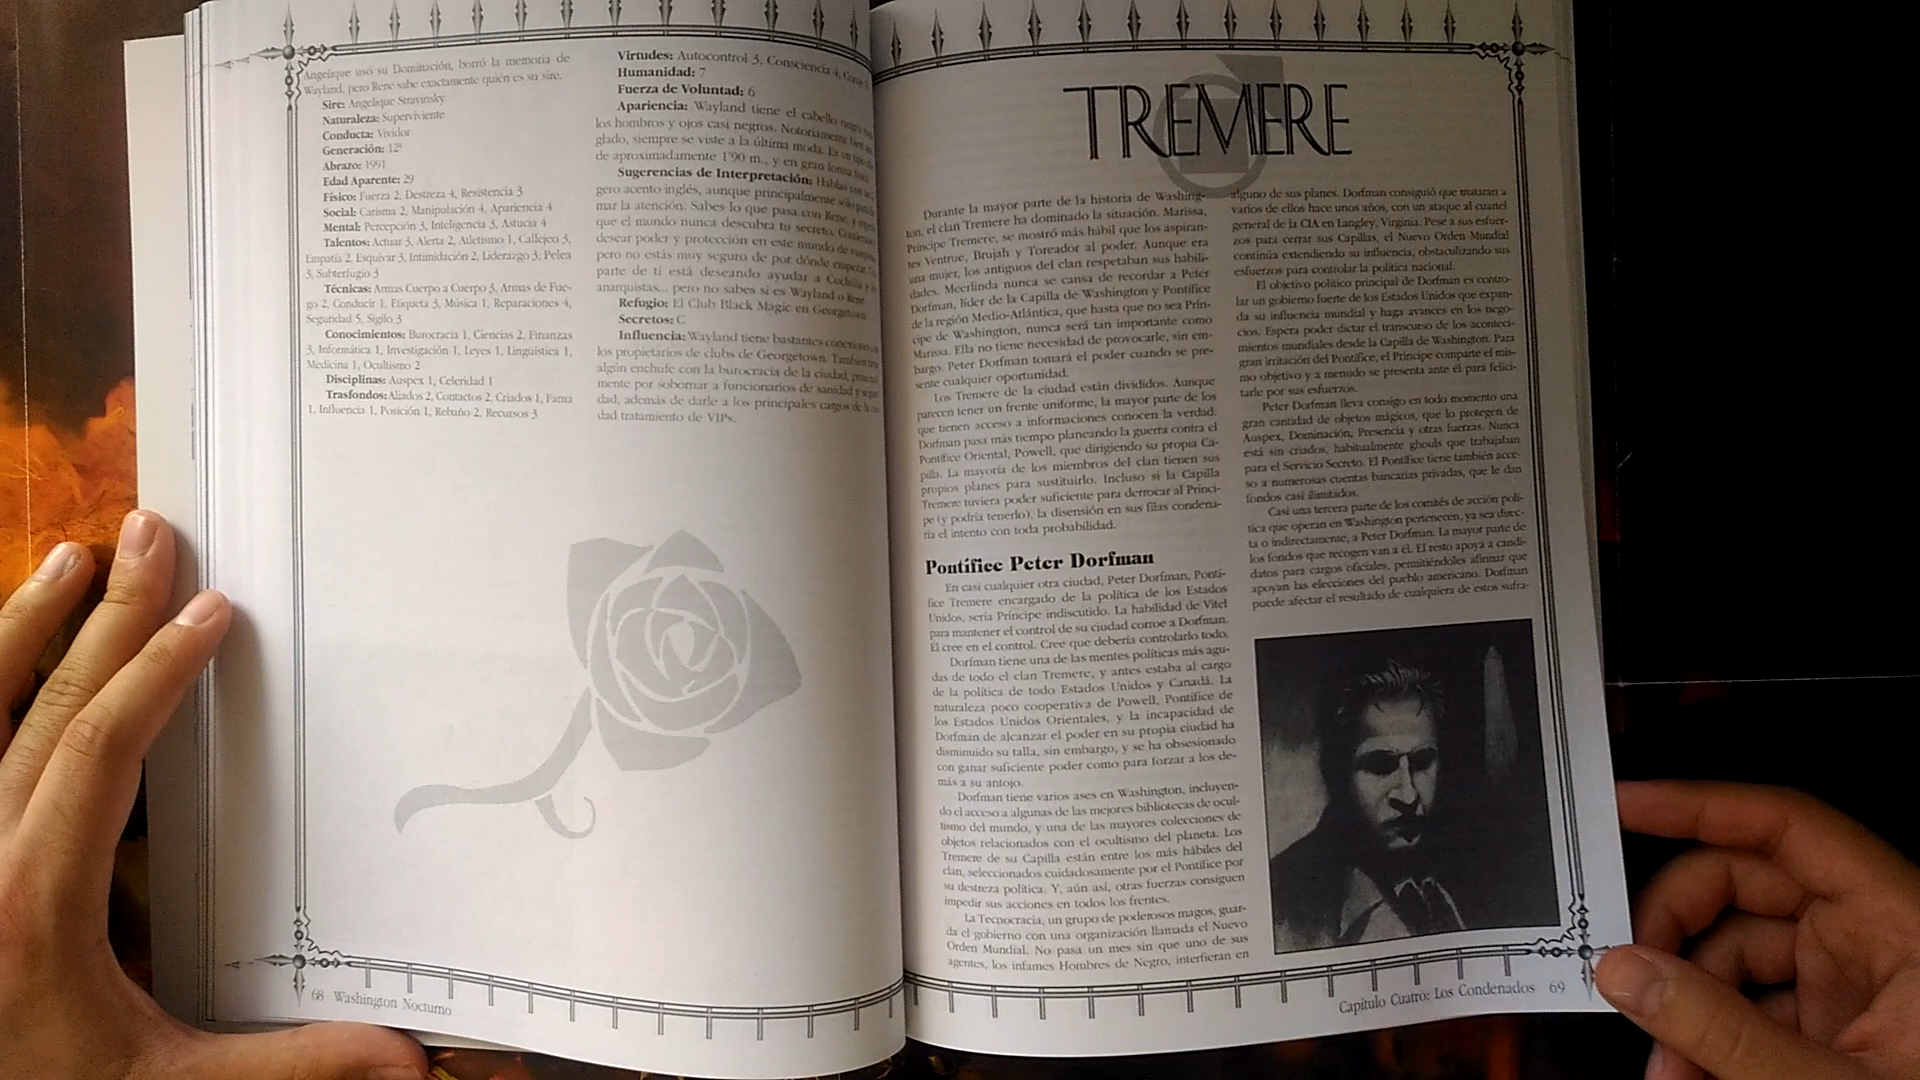 Angelique usó su Dominación, borró la memoria de
Wayland, pero Rene sabe exactamente quién es su sire.
Sire: Angelique Stravinsky
Naturaleza: Superviviente
Conducta: Vividor
Generación: 12ª
Abrazo: 1991
Edad Aparente: 29
Físico: Fuerza 2, Destreza 4, Resistencia 3
Social: Carisma 2, Manipulación 4, Apariencia 4
Mental: Percepción 3, Inteligencia 3, Astucia 4
Talentos: Actuar 3, Alerta 2, Atletismo 1, Callejeo 3,
Empatía 2, Esquivar 3, Intimidación 2, Liderazgo 3, Pelea
3, Subterfugio 3
Técnicas: Armas Cuerpo a Cuerpo 3, Armas de Fue-
go 2, Conducir 1, Etiqueta 3, Música 1, Reparaciones 4,
Seguridad 5, Sigilo 3
Conocimientos: Burocracia 1, Ciencias 2, Finanzas
3, Informática 1, Investigación 1, Leyes 1, Lingüística 1,
Medicina 1, Ocultismo 2
Disciplinas: Auspex 1, Celeridad 1
Trasfondos: Aliados 2, Contactos 2, Criados 1, Fama
1, Influencia 1, Posición 1, Rebaño 2, Recursos 3
Virtudes: Autocontrol 3, Consciencia 4,
Humanidad: 7
Fuerza de Voluntad: 6
Apariencia: Wayland tiene el cabello negro
los hombros y ojos casi negros. Notoriamente bien
glado, siempre se viste a la última moda. Es un tipo
de aproximadamente 1'90 m., y en gran forma física.
Sugerencias de Interpretación: Hablas con
gero acento inglés, aunque principalmente sólo para
mar la atención. Sabes lo que pasa con Rene, y
que el mundo nunca descubra tu secreto.
desear poder y protección en este mundo de
pero no estás muy seguro de por dónde empezar.
parte de ti está deseando ayudar a Cuchilla y
anarquistas... pero no sabes si es Wayland o Rene.
Refugio: El Club Black Magic en Georgetown
Secretos: C
Influencia: Wayland tiene bastantes conexiones
los propietarios de clubs de Georgetown. También
algún enchufe con la burocracia de la ciudad,
mente por sobornar a funcionarios de sanidad y
dad, además de darle a los principales cargos de la
dad tratamiento de VIPs.
68 Washington Nocturno
TREMERE
Durante la mayor parte de la historia de Washing-
ton, el clan Tremere ha dominado la situación. Marissa,
Príncipe Tremere, se mostró más hábil que los aspiran-
tes Ventrue, Brujah y Toreador al poder. Aunque era
una mujer, los antiguos del clan respetaban sus habili-
dades. Meerlinda nunca se cansa de recordar a Peter
Dorfman, líder de la Capilla de Washington y Pontífice
de la región Medio-Atlántica, que hasta que no sea Prín-
cipe de Washington, nunca será tan importante como
Marissa. Ella no tiene necesidad de provocarle, sin em-
bargo. Peter Dorfman tomará el poder cuando se pre-
sente cualquier oportunidad.
Los Tremere de la ciudad están divididos. Aunque
parecen tener un frente uniforme, la mayor parte de los
que tienen acceso a informaciones conocen la verdad.
Dorfman pasa más tiempo planeando la guerra contra el
Pontífice Oriental, Powell, que dirigiendo su propia Ca-
pilla. La mayoría de los miembros del clan tienen sus
propios planes para sustituirlo. Incluso si la Capilla
Tremere tuviera poder suficiente para derrocar al Prínci-
pe (y podría tenerlo), la disensión en sus filas condena-
ría el intento con toda probabilidad.
Pontífice Peter Dorfman
En casi cualquier otra ciudad, Peter Dorfman, Pontí-
fice Tremere encargado de la política de los Estados
Unidos, sería Príncipe indiscutido. La habilidad de Vitel
para mantener el control de su ciudad corroe a Dorfman.
Él cree en el control. Cree que debería controlarlo todo.
Dorfman tiene una de las mentes políticas más agu-
das de todo el clan Tremere, y antes estaba al cargo
de la política de todo Estados Unidos y Canadá. La
naturaleza poco cooperativa de Powell, Pontífice de
los Estados Unidos Orientales, y la incapacidad de
Dorfman de alcanzar el poder en su propia ciudad ha
disminuido su talla, sin embargo, y se ha obsesionado
con ganar suficiente poder como para forzar a los de-
más a su antojo.
Dorfman tiene varios ases en Washington, incluyen-
do el acceso a algunas de las mejores bibliotecas de ocul-
tismo del mundo, y una de las mayores colecciones de
objetos relacionados con el ocultismo del planeta. Los
Tremere de su Capilla están entre los más hábiles del
clan, seleccionados cuidadosamente por el Pontífice por
su destreza política. Y, aún así, otras fuerzas consiguen
impedir sus acciones en todos los frentes.
La Tecnocracia, un grupo de poderosos magos, guar-
da el gobierno con una organización llamada el Nuevo
Orden Mundial. No pasa un mes sin que uno de sus
agentes, los infames Hombres de Negro, interfieran en
alguno de sus planes. Dorfman consiguió que mataran a
varios de ellos hace unos años, con un ataque al cuartel
general de la CIA en Langley, Virginia. Pese a sus esfuer-
zos para cerrar sus Capillas, el Nuevo Orden Mundial
continúa extendiendo su influencia, obstaculizando sus
esfuerzos para controlar la política nacional.
El objetivo político principal de Dorfman es contro-
lar un gobierno fuerte de los Estados Unidos que expan-
da su influencia mundial y haga avances en los nego-
cios. Espera poder dictar el transcurso de los aconteci-
mientos mundiales desde la Capilla de Washington. Para
gran irritación del Pontífice, el Príncipe comparte el mis-
mo objetivo y a menudo se presenta ante él para felici-
tarle por sus esfuerzos.
Peter Dorfman lleva consigo en todo momento una
gran cantidad de objetos mágicos, que lo protegen de
Auspex, Dominación, Presencia y otras fuerzas. Nunca
está sin criados, habitualmente ghouls que trabajaban
para el Servicio Secreto. El Pontífice tiene también acce-
so a numerosas cuentas bancarias privadas, que le dan
fondos casi ilimitados.
Casi una tercera parte de los comités de acción polí-
tica que operan en Washington pertenecen, ya sea direc-
ta o indirectamente, a Peter Dorfman. La mayor parte de
los fondos que recogen van a él. El resto apoya a candi-
datos para cargos oficiales, permitiéndoles afirmar que
apoyan las elecciones del pueblo americano. Dorfman
puede afectar el resultado de cualquiera de estos sufra-
Capítulo Cuatro: Los Condenados 69